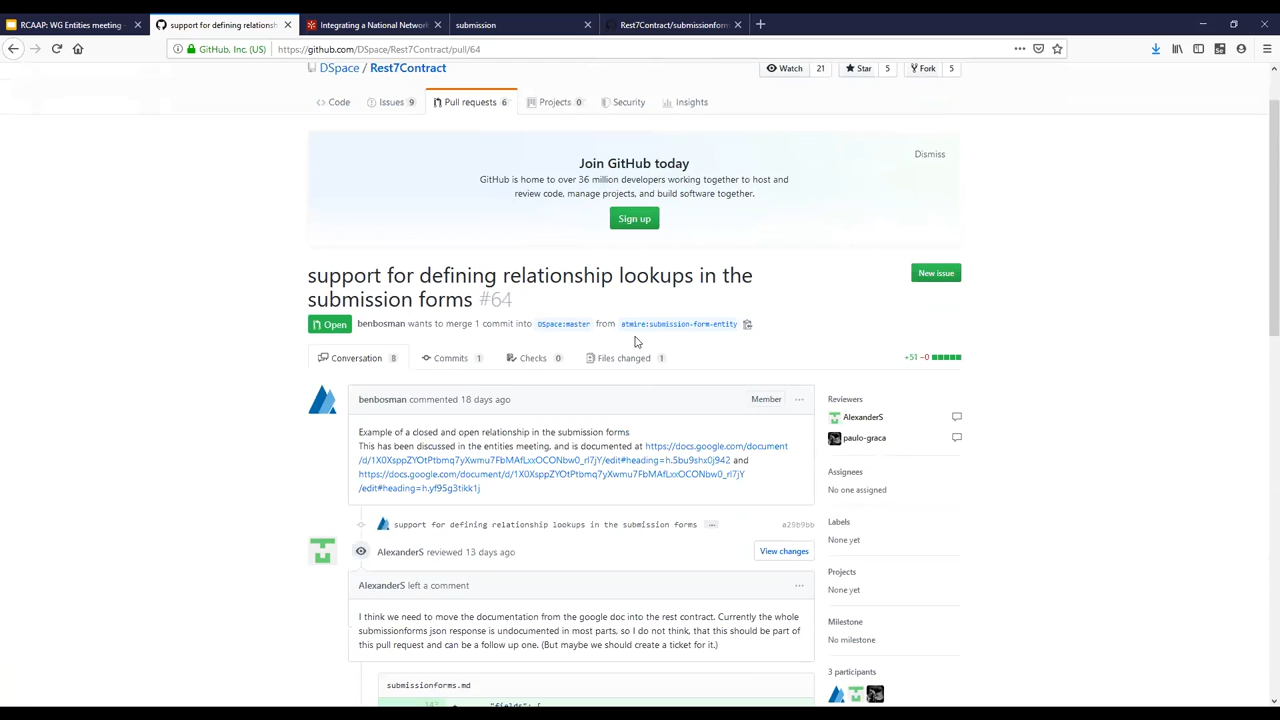 RCAAP: WG Entities meeting -
support for defining relationsh
Integrating a National Network
submission
Rest7Contract/submissionform
GitHub, Inc. (US)
https://github.com/DSpace/Rest7Contract/pull/64
DSpace / Rest7Contract
Watch 21
Star 5
Fork 5
Code
Issues 9
Pull requests 6
Projects 0
Security
Insights
Join GitHub today
Dismiss
GitHub is home to over 36 million developers working together to host and
review code, manage projects, and build software together.
Sign up
support for defining relationship lookups in the
submission forms #64
New issue
Open
benbosman wants to merge 1 commit into DSpace:master from atmire:submission-form-entity
Conversation 8
Commits 1
Checks 0
Files changed 1
+51 −0
benbosman commented 18 days ago
Member
Example of a closed and open relationship in the submission forms
This has been discussed in the entities meeting, and is documented at https://docs.google.com/document
/d/1X0XsppZYOtPtbmq7yXwmu7FbMAfLxxOCONbw0_rl7jY/edit#heading=h.5bu9shx0j942 and
https://docs.google.com/document/d/1X0XsppZYOtPtbmq7yXwmu7FbMAfLxxOCONbw0_rl7jY
/edit#heading=h.yf95g3tikk1j
support for defining relationship lookups in the submission forms ...
a29b9bb
AlexanderS reviewed 13 days ago
View changes
AlexanderS left a comment
I think we need to move the documentation from the google doc into the rest contract. Currently the whole
submissionforms json response is undocumented in most parts, so I do not think, that this should be part of
this pull request and can be a follow up one. (But maybe we should create a ticket for it.)
submissionforms.md
143 + "fields": [
Reviewers
AlexanderS
paulo-graca
Assignees
No one assigned
Labels
None yet
Projects
None yet
Milestone
No milestone
3 participants